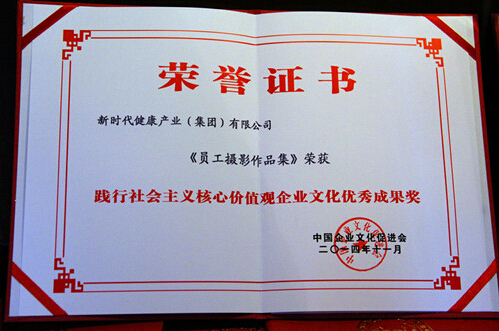 荣誉证书
新时代健康产业（集团）有限公司
《员工摄影作品集》荣获
践行社会主义核心价值观企业文化优秀成果奖
中国企业文化促进会
二〇一四年十一月